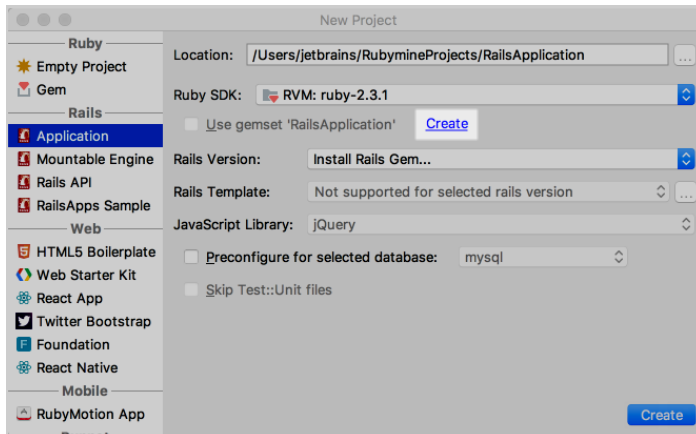 New Project
Ruby
Empty Project
Gem
Rails
Application
Mountable Engine
Rails API
RailsApps Sample
Web
HTML5 Boilerplate
Web Starter Kit
React App
Twitter Bootstrap
Foundation
React Native
Mobile
RubyMotion App
Location: /Users/jetbrains/RubymineProjects/RailsApplication ...
Ruby SDK: RVM: ruby-2.3.1
Use gemset 'RailsApplication' Create
Rails Version: Install Rails Gem...
Rails Template: Not supported for selected rails version ...
JavaScript Library: jQuery
Preconfigure for selected database: mysql
Skip Test::Unit files
Create